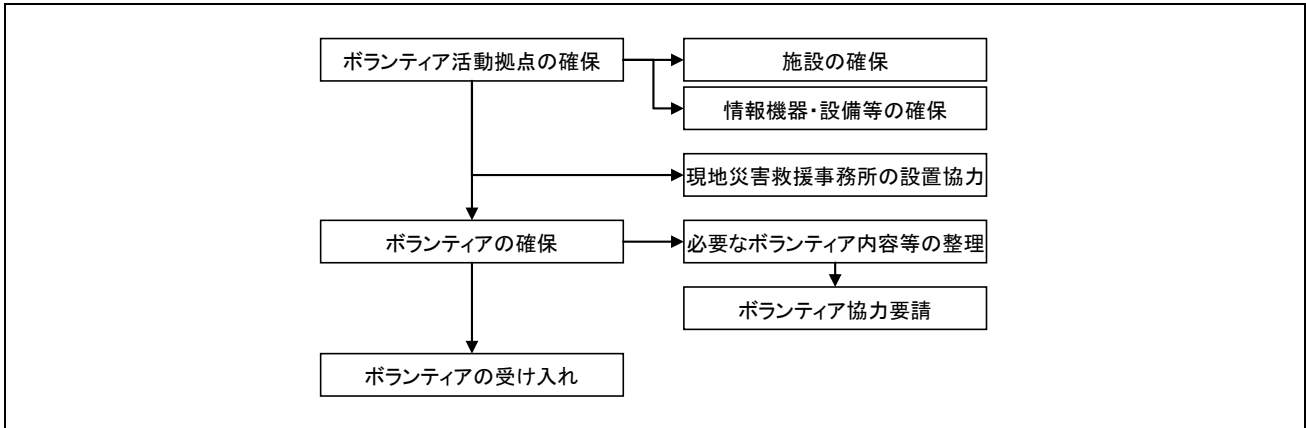 ボランティア活動拠点の確保
施設の確保
情報機器・設備等の確保
現地災害救援事務所の設置協力
ボランティアの確保
必要なボランティア内容等の整理
ボランティア協力要請
ボランティアの受け入れ